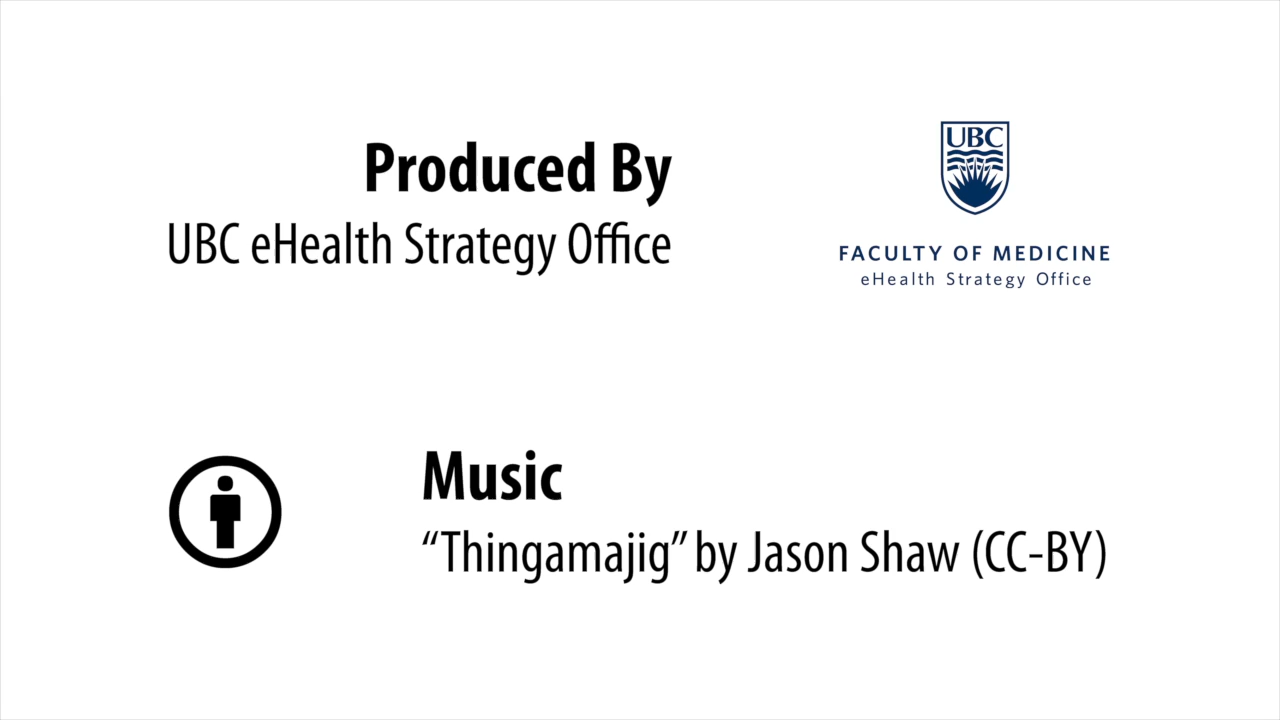 Produced By
UBC eHealth Strategy Office
UBC
FACULTY OF MEDICINE
eHealth Strategy Office
Music
“Thingamajig” by Jason Shaw (CC-BY)